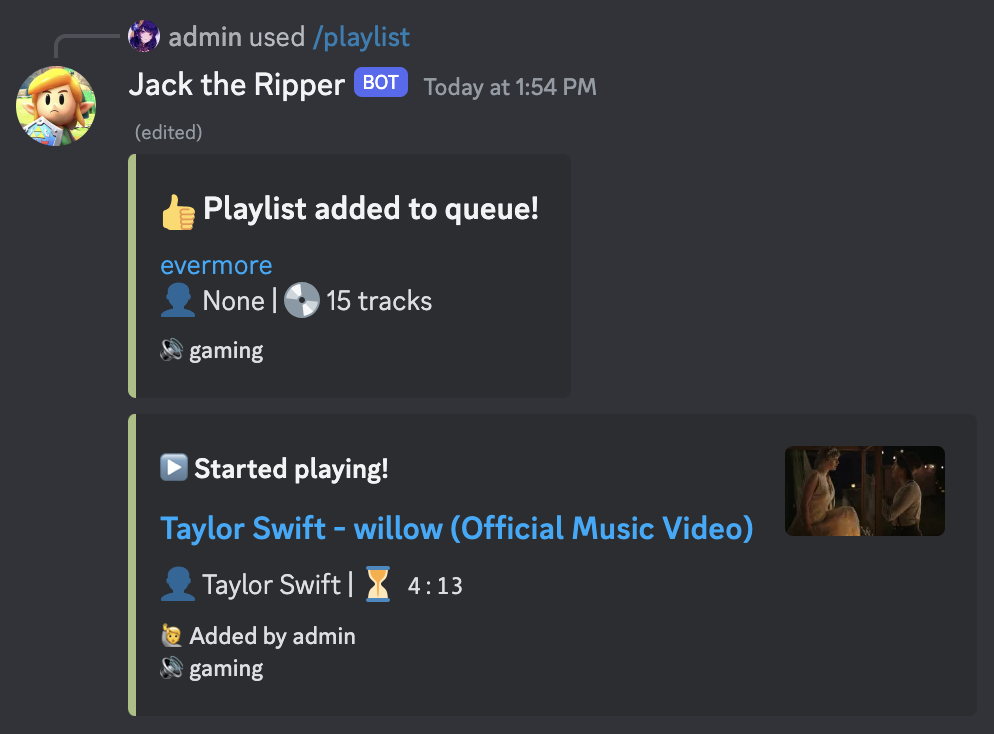 admin used /playlist
Jack the Ripper BOT Today at 1:54 PM
(edited)
👍 Playlist added to queue!
evermore
👤 None | 💿 15 tracks
🔊 gaming
▶️ Started playing!
Taylor Swift - willow (Official Music Video)
👤 Taylor Swift | ⏳ 4:13
🙋 Added by admin
🔊 gaming